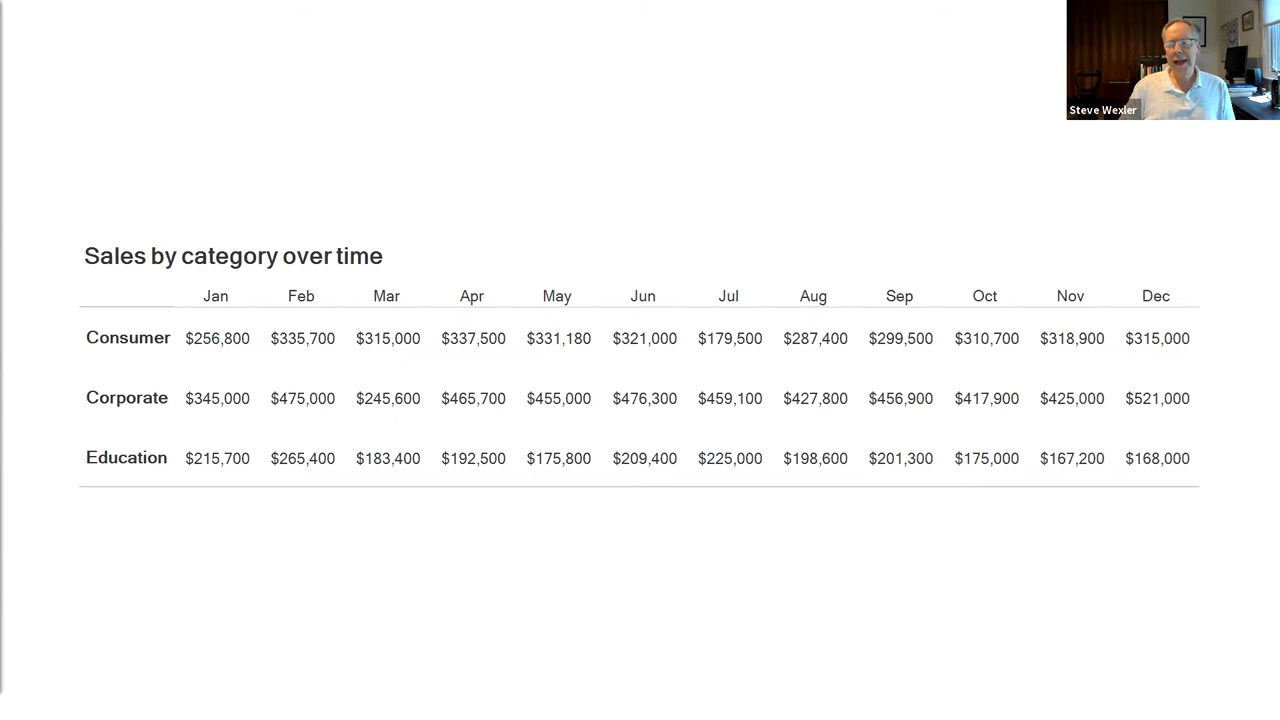 Steve Wexler
Sales by category over time
Jan Feb Mar Apr May Jun Jul Aug Sep Oct Nov Dec
Consumer $256,800 $335,700 $315,000 $337,500 $331,180 $321,000 $179,500 $287,400 $299,500 $310,700 $318,900 $315,000
Corporate $345,000 $475,000 $245,600 $465,700 $455,000 $476,300 $459,100 $427,800 $456,900 $417,900 $425,000 $521,000
Education $215,700 $265,400 $183,400 $192,500 $175,800 $209,400 $225,000 $198,600 $201,300 $175,000 $167,200 $168,000